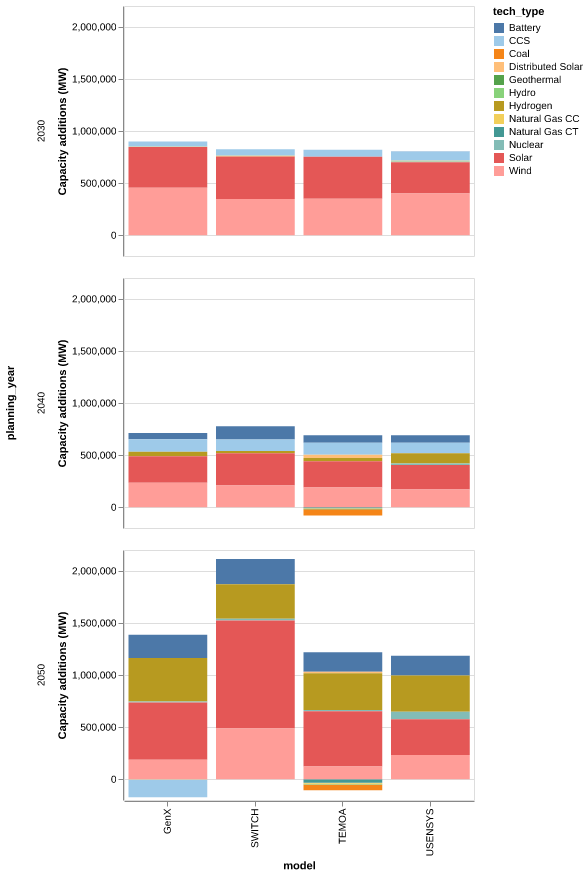 tech_type
Battery
CCS
Coal
Distributed Solar
Geothermal
Hydro
Hydrogen
Natural Gas CC
Natural Gas CT
Nuclear
Solar
Wind
planning_year
2030
Capacity additions (MW)
2,000,000
1,500,000
1,000,000
500,000
0
2040
Capacity additions (MW)
2,000,000
1,500,000
1,000,000
500,000
0
2050
Capacity additions (MW)
2,000,000
1,500,000
1,000,000
500,000
0
GenX
SWITCH
TEMOA
USENSYS
model